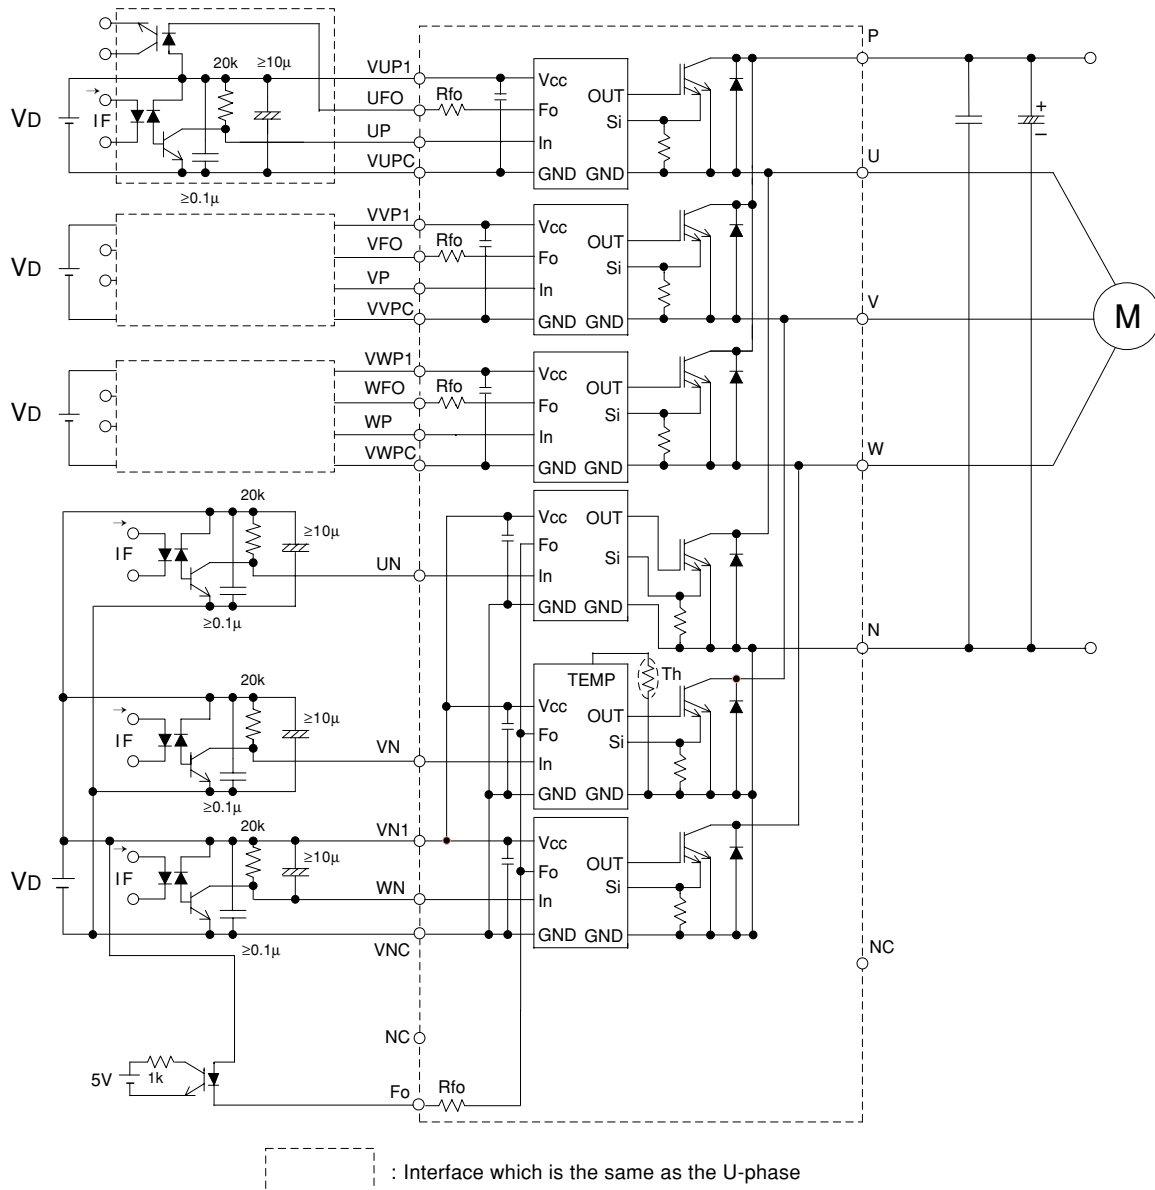 P
20k
≥10µ
VUP1
UFO
Rfo
UP
VUPC
≥0.1µ
VD
IF
Vcc
Fo
In
GND GND
OUT
Si
+
–
U
VVP1
VFO
Rfo
VP
VVPC
VD
Vcc
Fo
In
GND GND
OUT
Si
V
M
VWP1
WFO
Rfo
WP
VWPC
VD
Vcc
Fo
In
GND GND
OUT
Si
W
20k
≥10µ
IF
≥0.1µ
UN
Vcc
Fo
In
GND GND
OUT
Si
N
20k
≥10µ
IF
≥0.1µ
VN
TEMP
Th
Vcc
Fo
In
GND GND
OUT
Si
20k
≥10µ
VN1
VD
IF
WN
≥0.1µ
VNC
Vcc
Fo
In
GND GND
OUT
Si
NC
NC
5V
1k
Fo
Rfo
: Interface which is the same as the U-phase